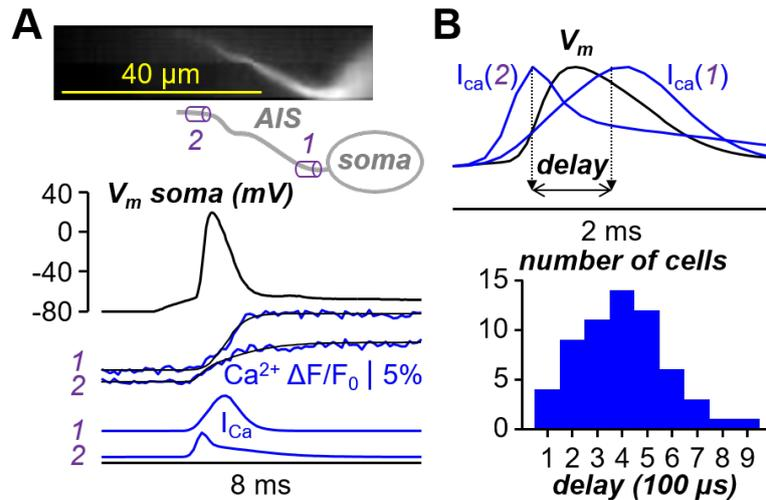 A
40 µm
AIS
2
1
soma
V_m soma (mV)
40
0
-40
-80
1
2
Ca²⁺ ΔF/F₀ | 5%
1
2
I_Ca
8 ms
B
V_m
I_ca(2)
I_ca(1)
delay
2 ms
number of cells
15
10
5
0
1 2 3 4 5 6 7 8 9
delay (100 µs)